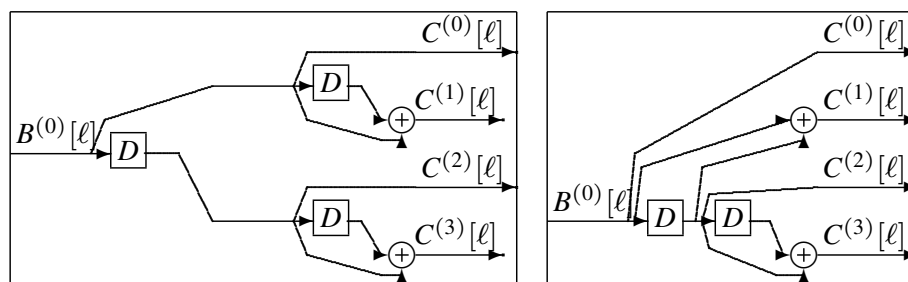 C^{(0)}[ℓ]
D
C^{(1)}[ℓ]
+
B^{(0)}[ℓ]
D
C^{(2)}[ℓ]
D
C^{(3)}[ℓ]
+
C^{(0)}[ℓ]
C^{(1)}[ℓ]
+
C^{(2)}[ℓ]
B^{(0)}[ℓ]
D
D
C^{(3)}[ℓ]
+